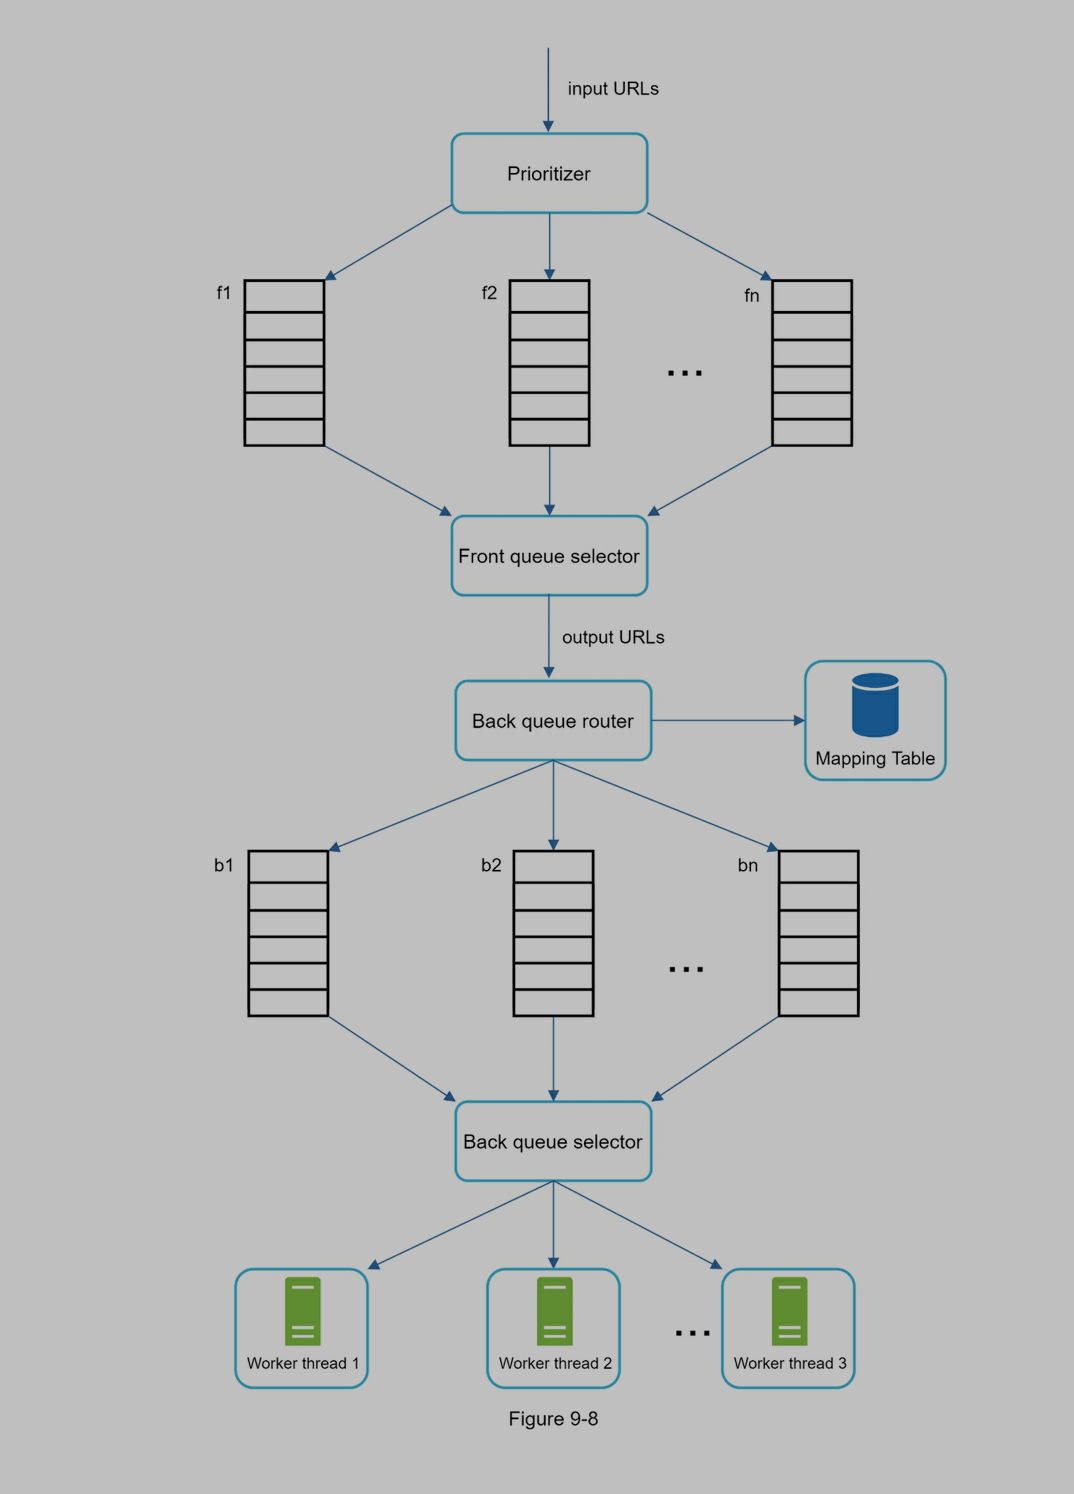 input URLs
Prioritizer
f1
f2
fn
...
Front queue selector
output URLs
Back queue router
Mapping Table
b1
b2
bn
...
Back queue selector
Worker thread 1
Worker thread 2
...
Worker thread 3
Figure 9-8